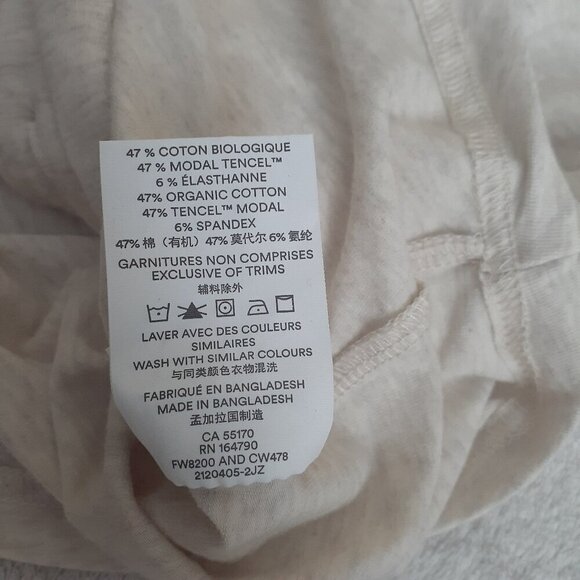 47 % COTON BIOLOGIQUE
47 % MODAL TENCEL™
6 % ÉLASTHANNE
47% ORGANIC COTTON
47% TENCEL™ MODAL
6% SPANDEX
47% 棉（有机）47% 莫代尔 6% 氨纶
GARNITURES NON COMPRISES
EXCLUSIVE OF TRIMS
辅料除外
LAVER AVEC DES COULEURS
SIMILAIRES
WASH WITH SIMILAR COLOURS
与同类颜色衣物混洗
FABRIQUÉ EN BANGLADESH
MADE IN BANGLADESH
孟加拉国制造
CA 55170
RN 164790
FW8200 AND CW478
2120405-2JZ